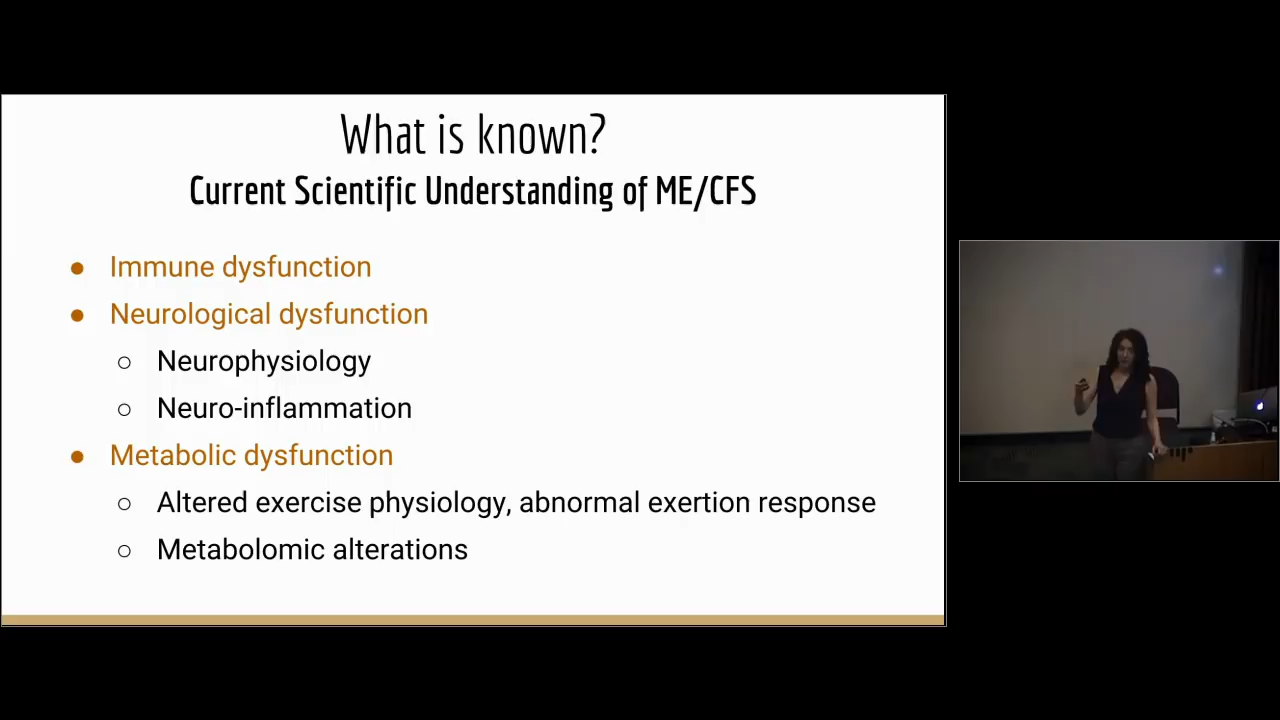 What is known?
Current Scientific Understanding of ME/CFS
● Immune dysfunction
● Neurological dysfunction
○ Neurophysiology
○ Neuro-inflammation
● Metabolic dysfunction
○ Altered exercise physiology, abnormal exertion response
○ Metabolomic alterations